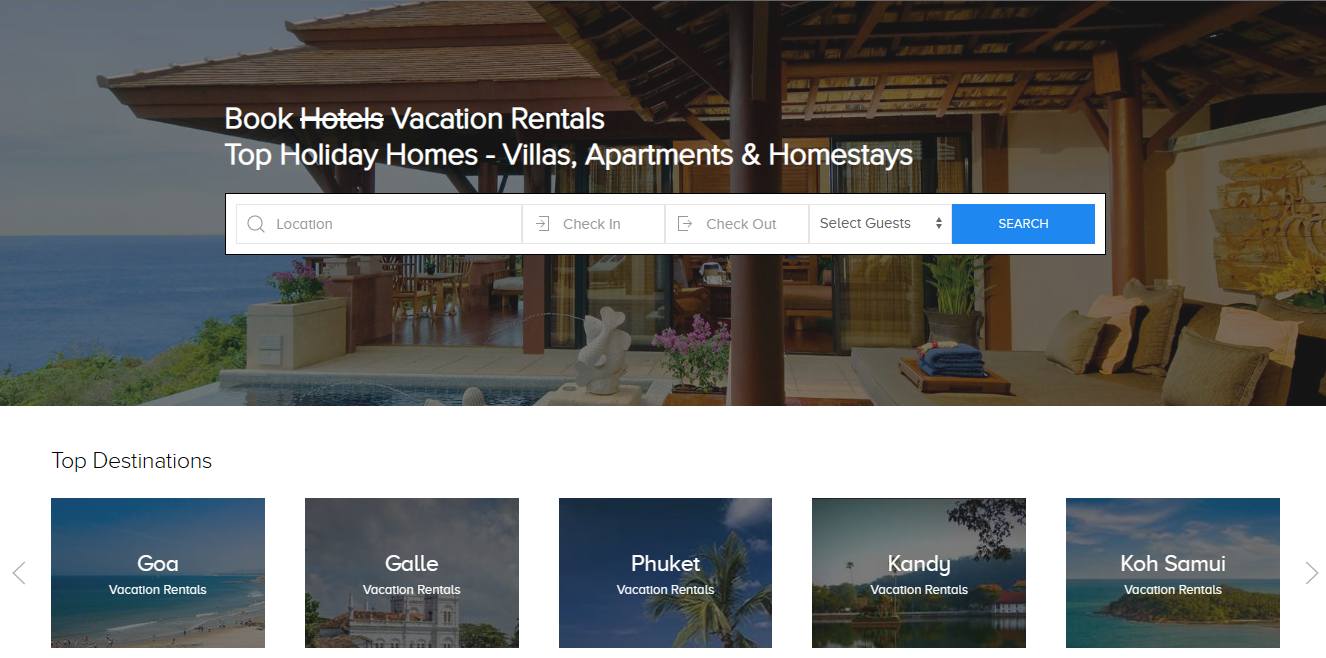 Book Hotels Vacation Rentals
Top Holiday Homes - Villas, Apartments & Homestays
Location Check In Check Out Select Guests SEARCH
Top Destinations
Goa Galle Phuket Kandy Koh Samui
Vacation Rentals Vacation Rentals Vacation Rentals Vacation Rentals Vacation Rentals